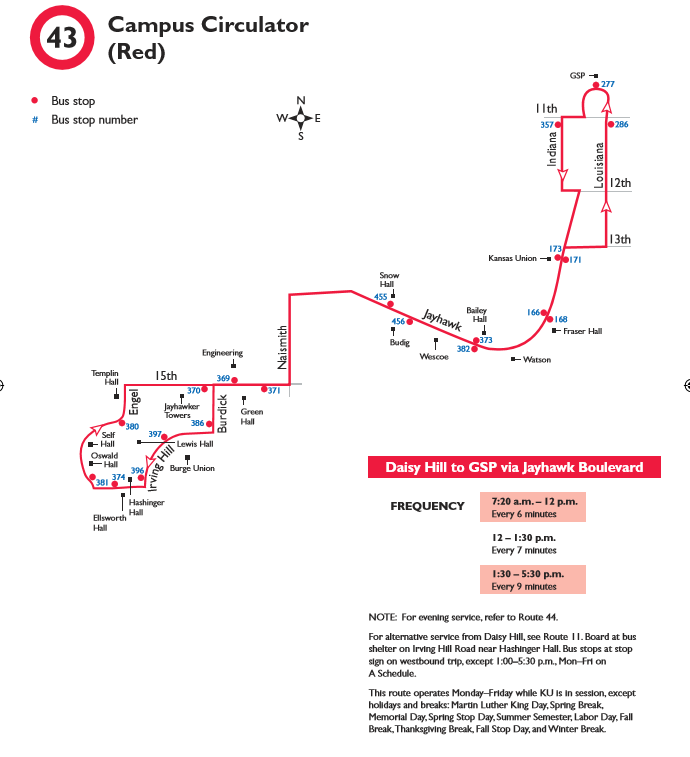 43
Campus Circulator
(Red)
Bus stop
# Bus stop number
N
W E
S
GSP
277
11th
357
286
Indiana
Louisiana
12th
13th
173
Kansas Union
171
166
168
Fraser Hall
Snow
Hall
455
Jayhawk
456
Budig
Bailey
Hall
373
382
Wescoe
Watson
Naismith
Engineering
369
Templin
Hall
15th
370
371
Engel
Jayhawker
Towers
Burdick
Green
Hall
380
386
397
Self
Hall
Lewis Hall
Oswald
Hall
Irving Hill
Burge Union
381
374
396
Hashinger
Hall
Ellsworth
Hall
Daisy Hill to GSP via Jayhawk Boulevard
FREQUENCY
7:20 a.m. – 12 p.m.
Every 6 minutes
12 – 1:30 p.m.
Every 7 minutes
1:30 – 5:30 p.m.
Every 9 minutes
NOTE: For evening service, refer to Route 44.
For alternative service from Daisy Hill, see Route 11. Board at bus
shelter on Irving Hill Road near Hashinger Hall. Bus stops at stop
sign on westbound trip, except 1:00–5:30 p.m., Mon–Fri on
A Schedule.
This route operates Monday–Friday while KU is in session, except
holidays and breaks: Martin Luther King Day, Spring Break,
Memorial Day, Spring Stop Day, Summer Semester, Labor Day, Fall
Break, Thanksgiving Break, Fall Stop Day, and Winter Break.